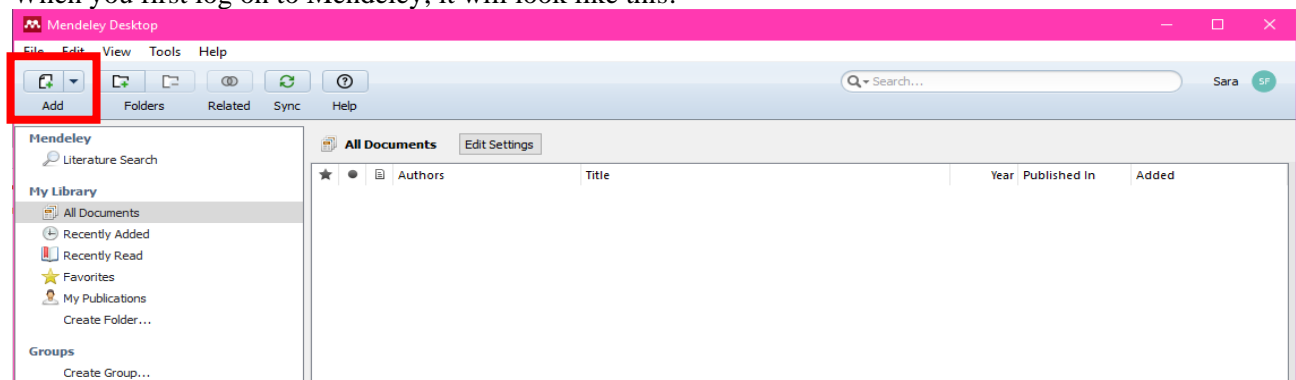 When you first log on to Mendeley, it will look like this:
Mendeley Desktop
File Edit View Tools Help
Search... Sara SF
Add Folders Related Sync Help
Mendeley
Literature Search
My Library
All Documents
Recently Added
Recently Read
Favorites
My Publications
Create Folder...
Groups
Create Group...
All Documents Edit Settings
Authors Title Year Published In Added